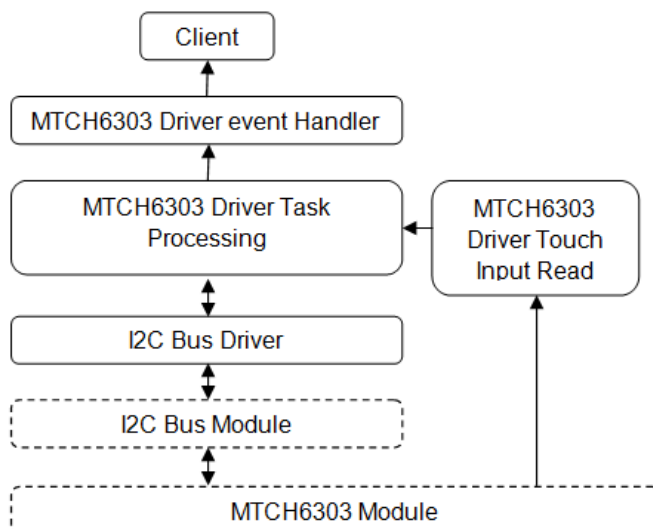 Client
MTCH6303 Driver event Handler
MTCH6303 Driver Task
Processing
MTCH6303
Driver Touch
Input Read
I2C Bus Driver
I2C Bus Module
MTCH6303 Module